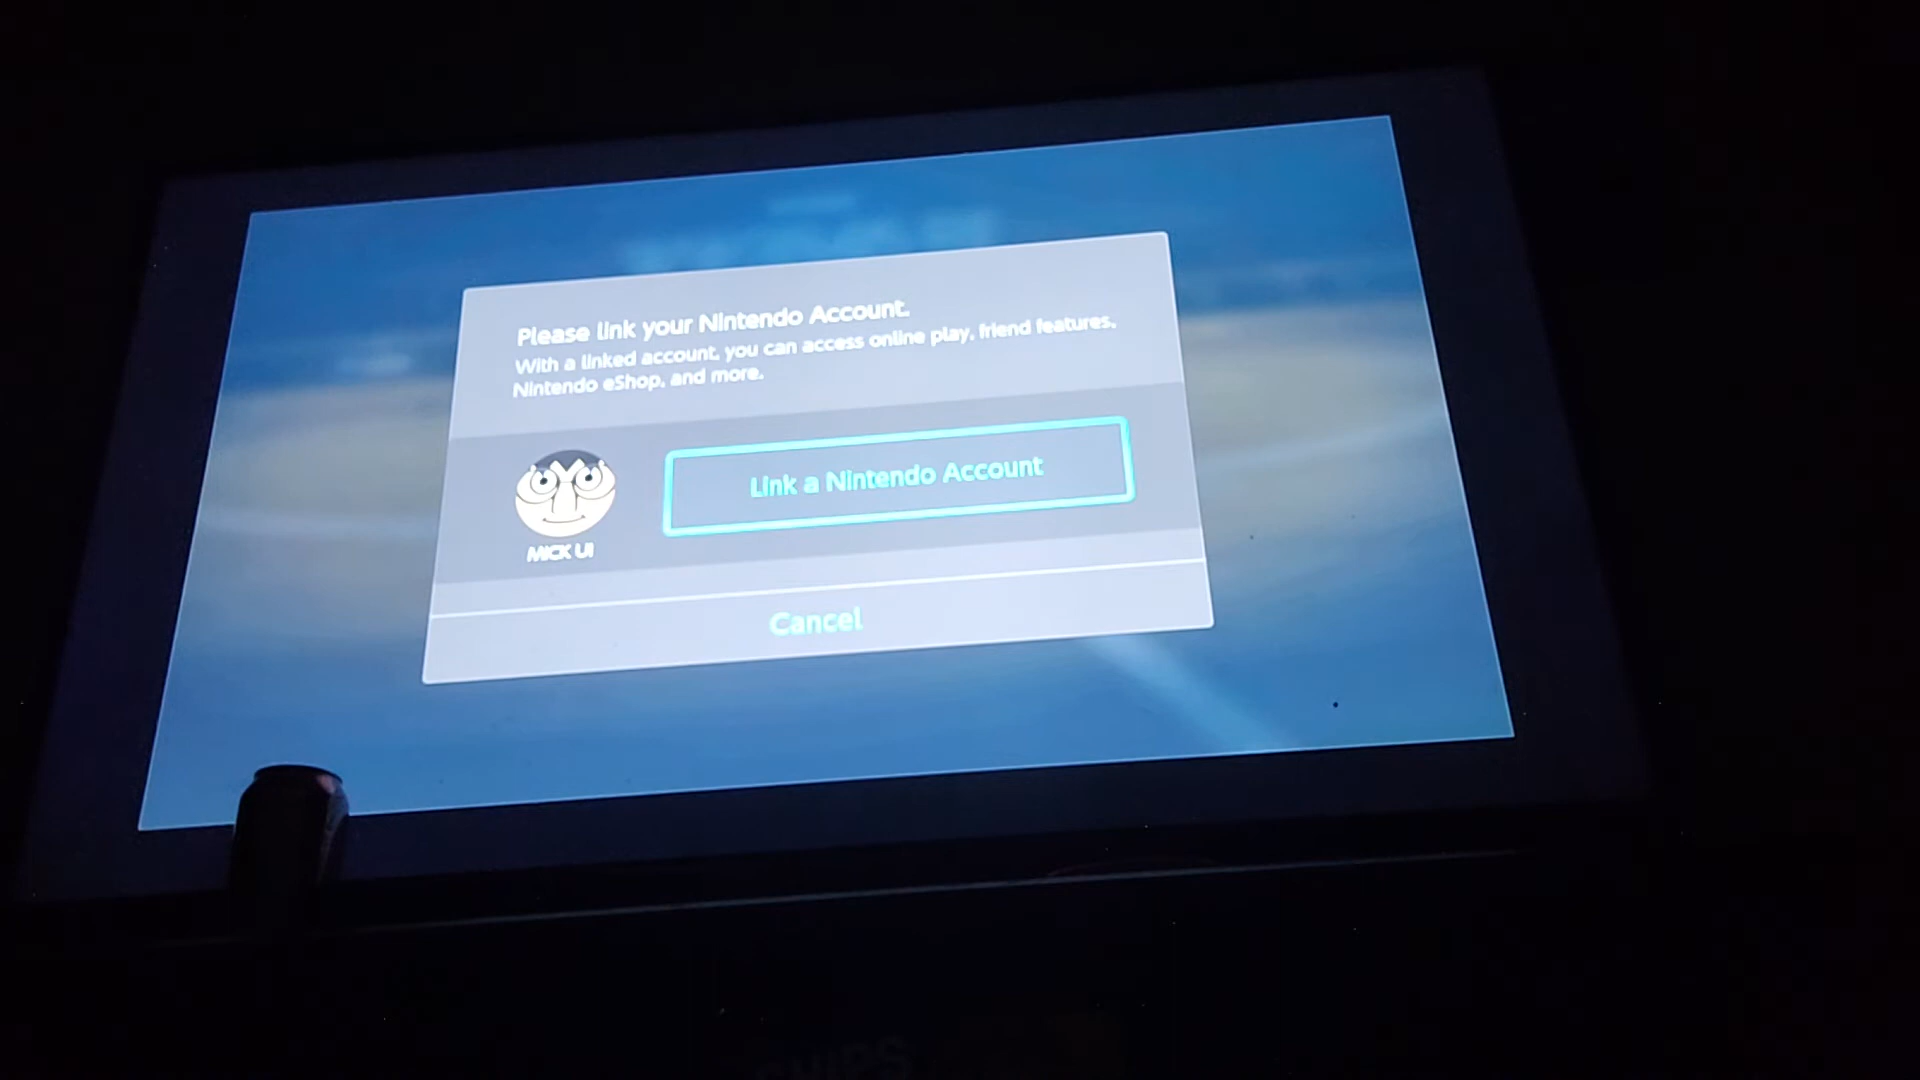 Please link your Nintendo Account.
With a linked account, you can access online play, friend features,
Nintendo eShop, and more.
Link a Nintendo Account
MICK UI
Cancel
CHIPS